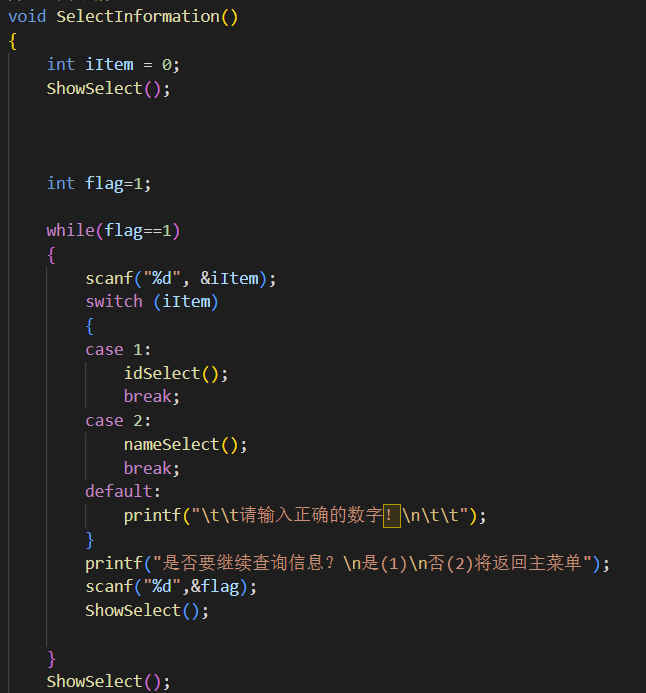 void SelectInformation()
{
    int iItem = 0;
    ShowSelect();
    int flag=1;
    while(flag==1)
    {
        scanf("%d", &iItem);
        switch (iItem)
        {
        case 1:
            idSelect();
            break;
        case 2:
            nameSelect();
            break;
        default:
            printf("\t\t请输入正确的数字！\n\t\t");
        }
        printf("是否要继续查询信息？\n是(1)\n否(2)将返回主菜单");
        scanf("%d",&flag);
        ShowSelect();
    }
    ShowSelect();